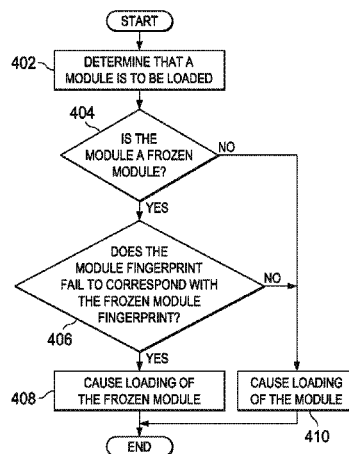 START
402
DETERMINE THAT A
MODULE IS TO BE LOADED
404
IS THE
MODULE A FROZEN
MODULE?
NO
YES
DOES THE
MODULE FINGERPRINT
FAIL TO CORRESPOND WITH
THE FROZEN MODULE
FINGERPRINT?
NO
406
YES
408
CAUSE LOADING OF
THE FROZEN MODULE
CAUSE LOADING
OF THE MODULE
410
END